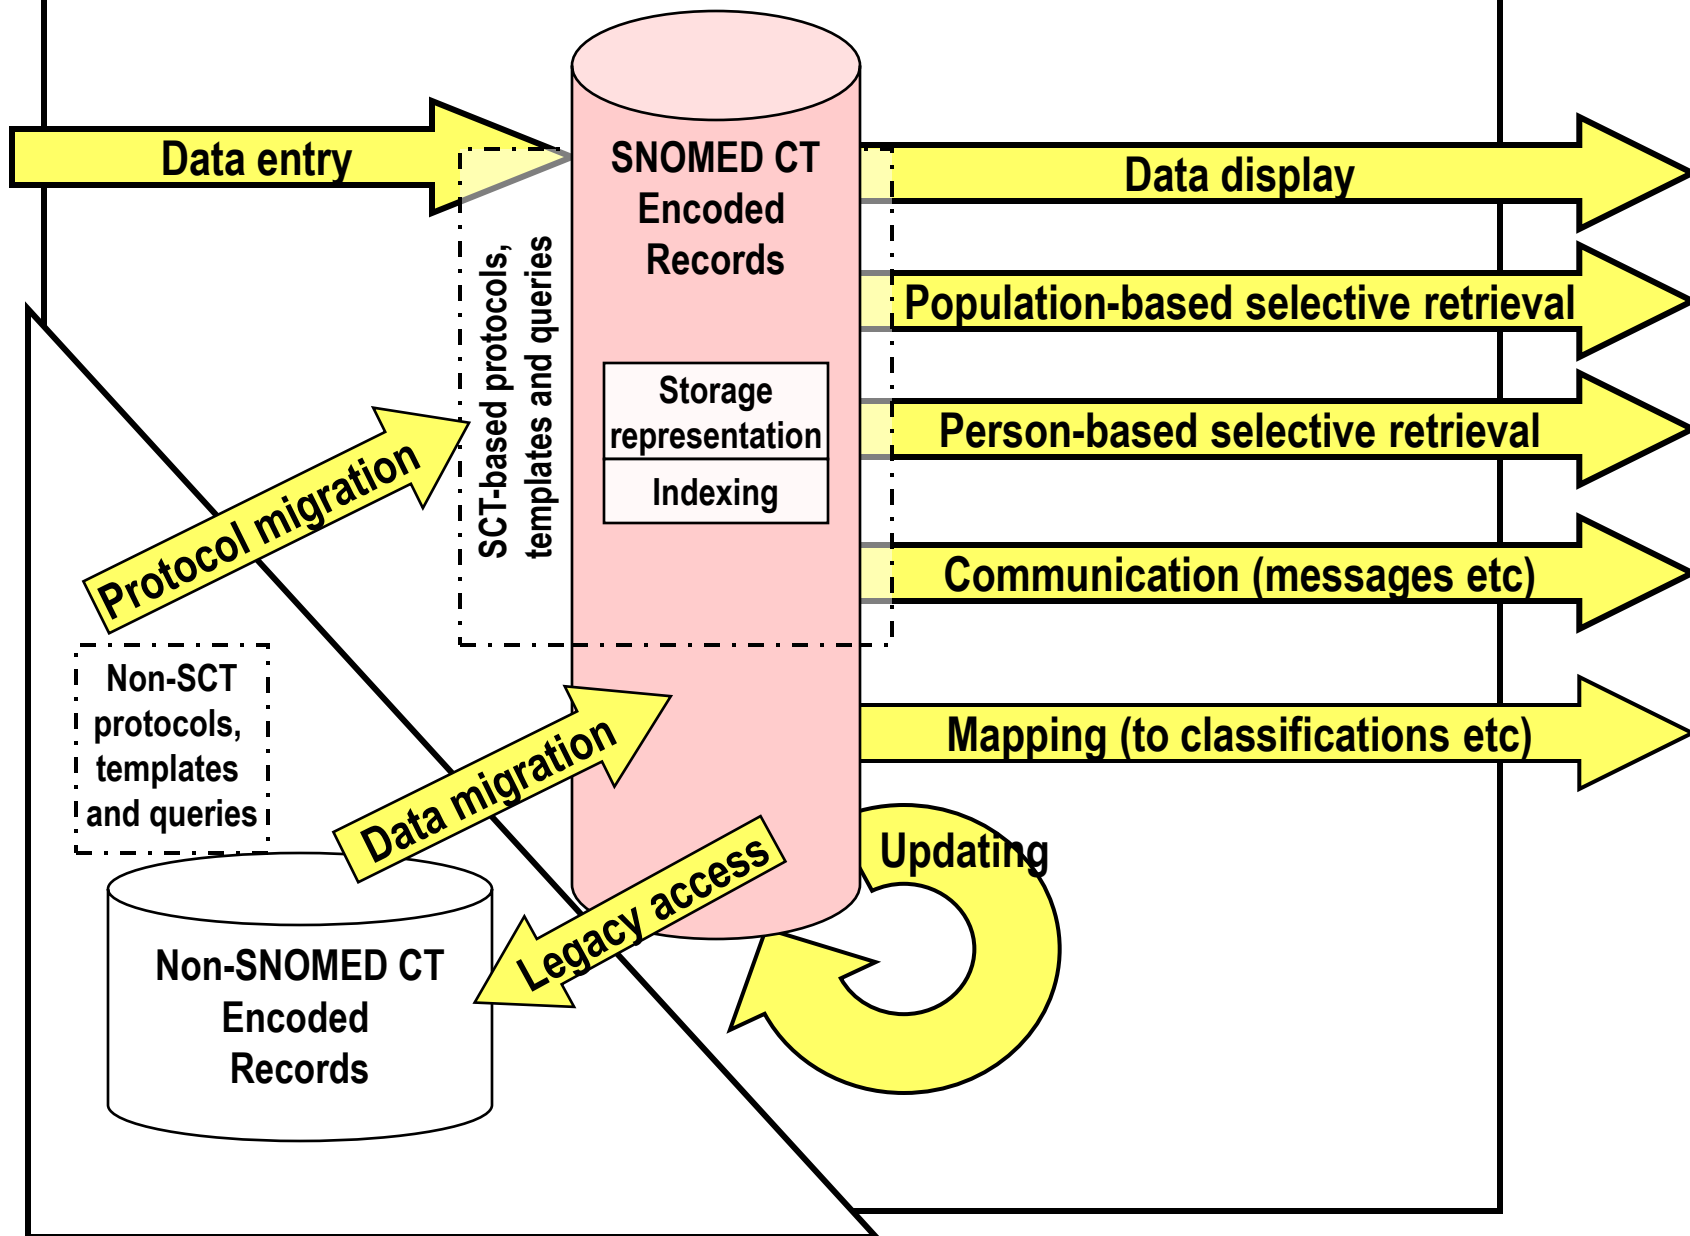 Data entry
SNOMED CT
Encoded
Records
Data display
Population-based selective retrieval
SCT-based protocols,
templates and queries
Storage
representation
Indexing
Person-based selective retrieval
Protocol migration
Communication (messages etc)
Non-SCT
protocols,
templates
and queries
Data migration
Mapping (to classifications etc)
Legacy access
Updating
Non-SNOMED CT
Encoded
Records